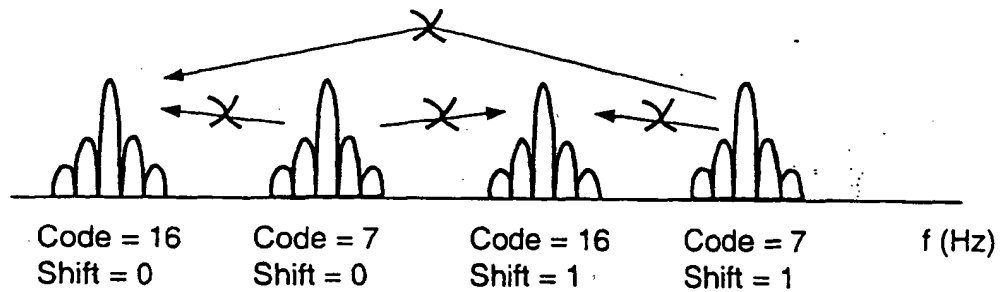 Code = 16
Shift = 0
Code = 7
Shift = 0
Code = 16
Shift = 1
Code = 7
Shift = 1
f (Hz)